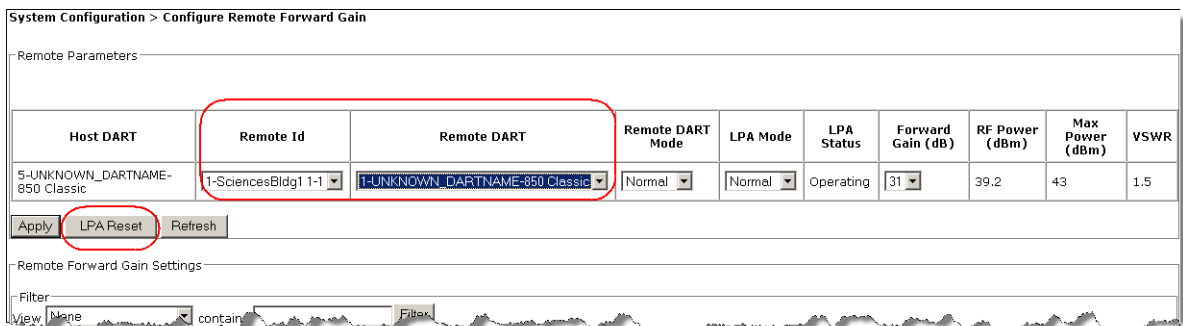 System Configuration > Configure Remote Forward Gain
Remote Parameters
Host DART Remote Id Remote DART Remote DART Mode LPA Mode LPA Status Forward Gain (dB) RF Power (dBm) Max Power (dBm) VSWR
5-UNKNOWN_DARTNAME-850 Classic 1-SciencesBldg1 1-1 1-UNKNOWN_DARTNAME-850 Classic Normal Normal Operating 31 39.2 43 1.5
Apply LPA Reset Refresh
Remote Forward Gain Settings
Filter
View None contain Filter